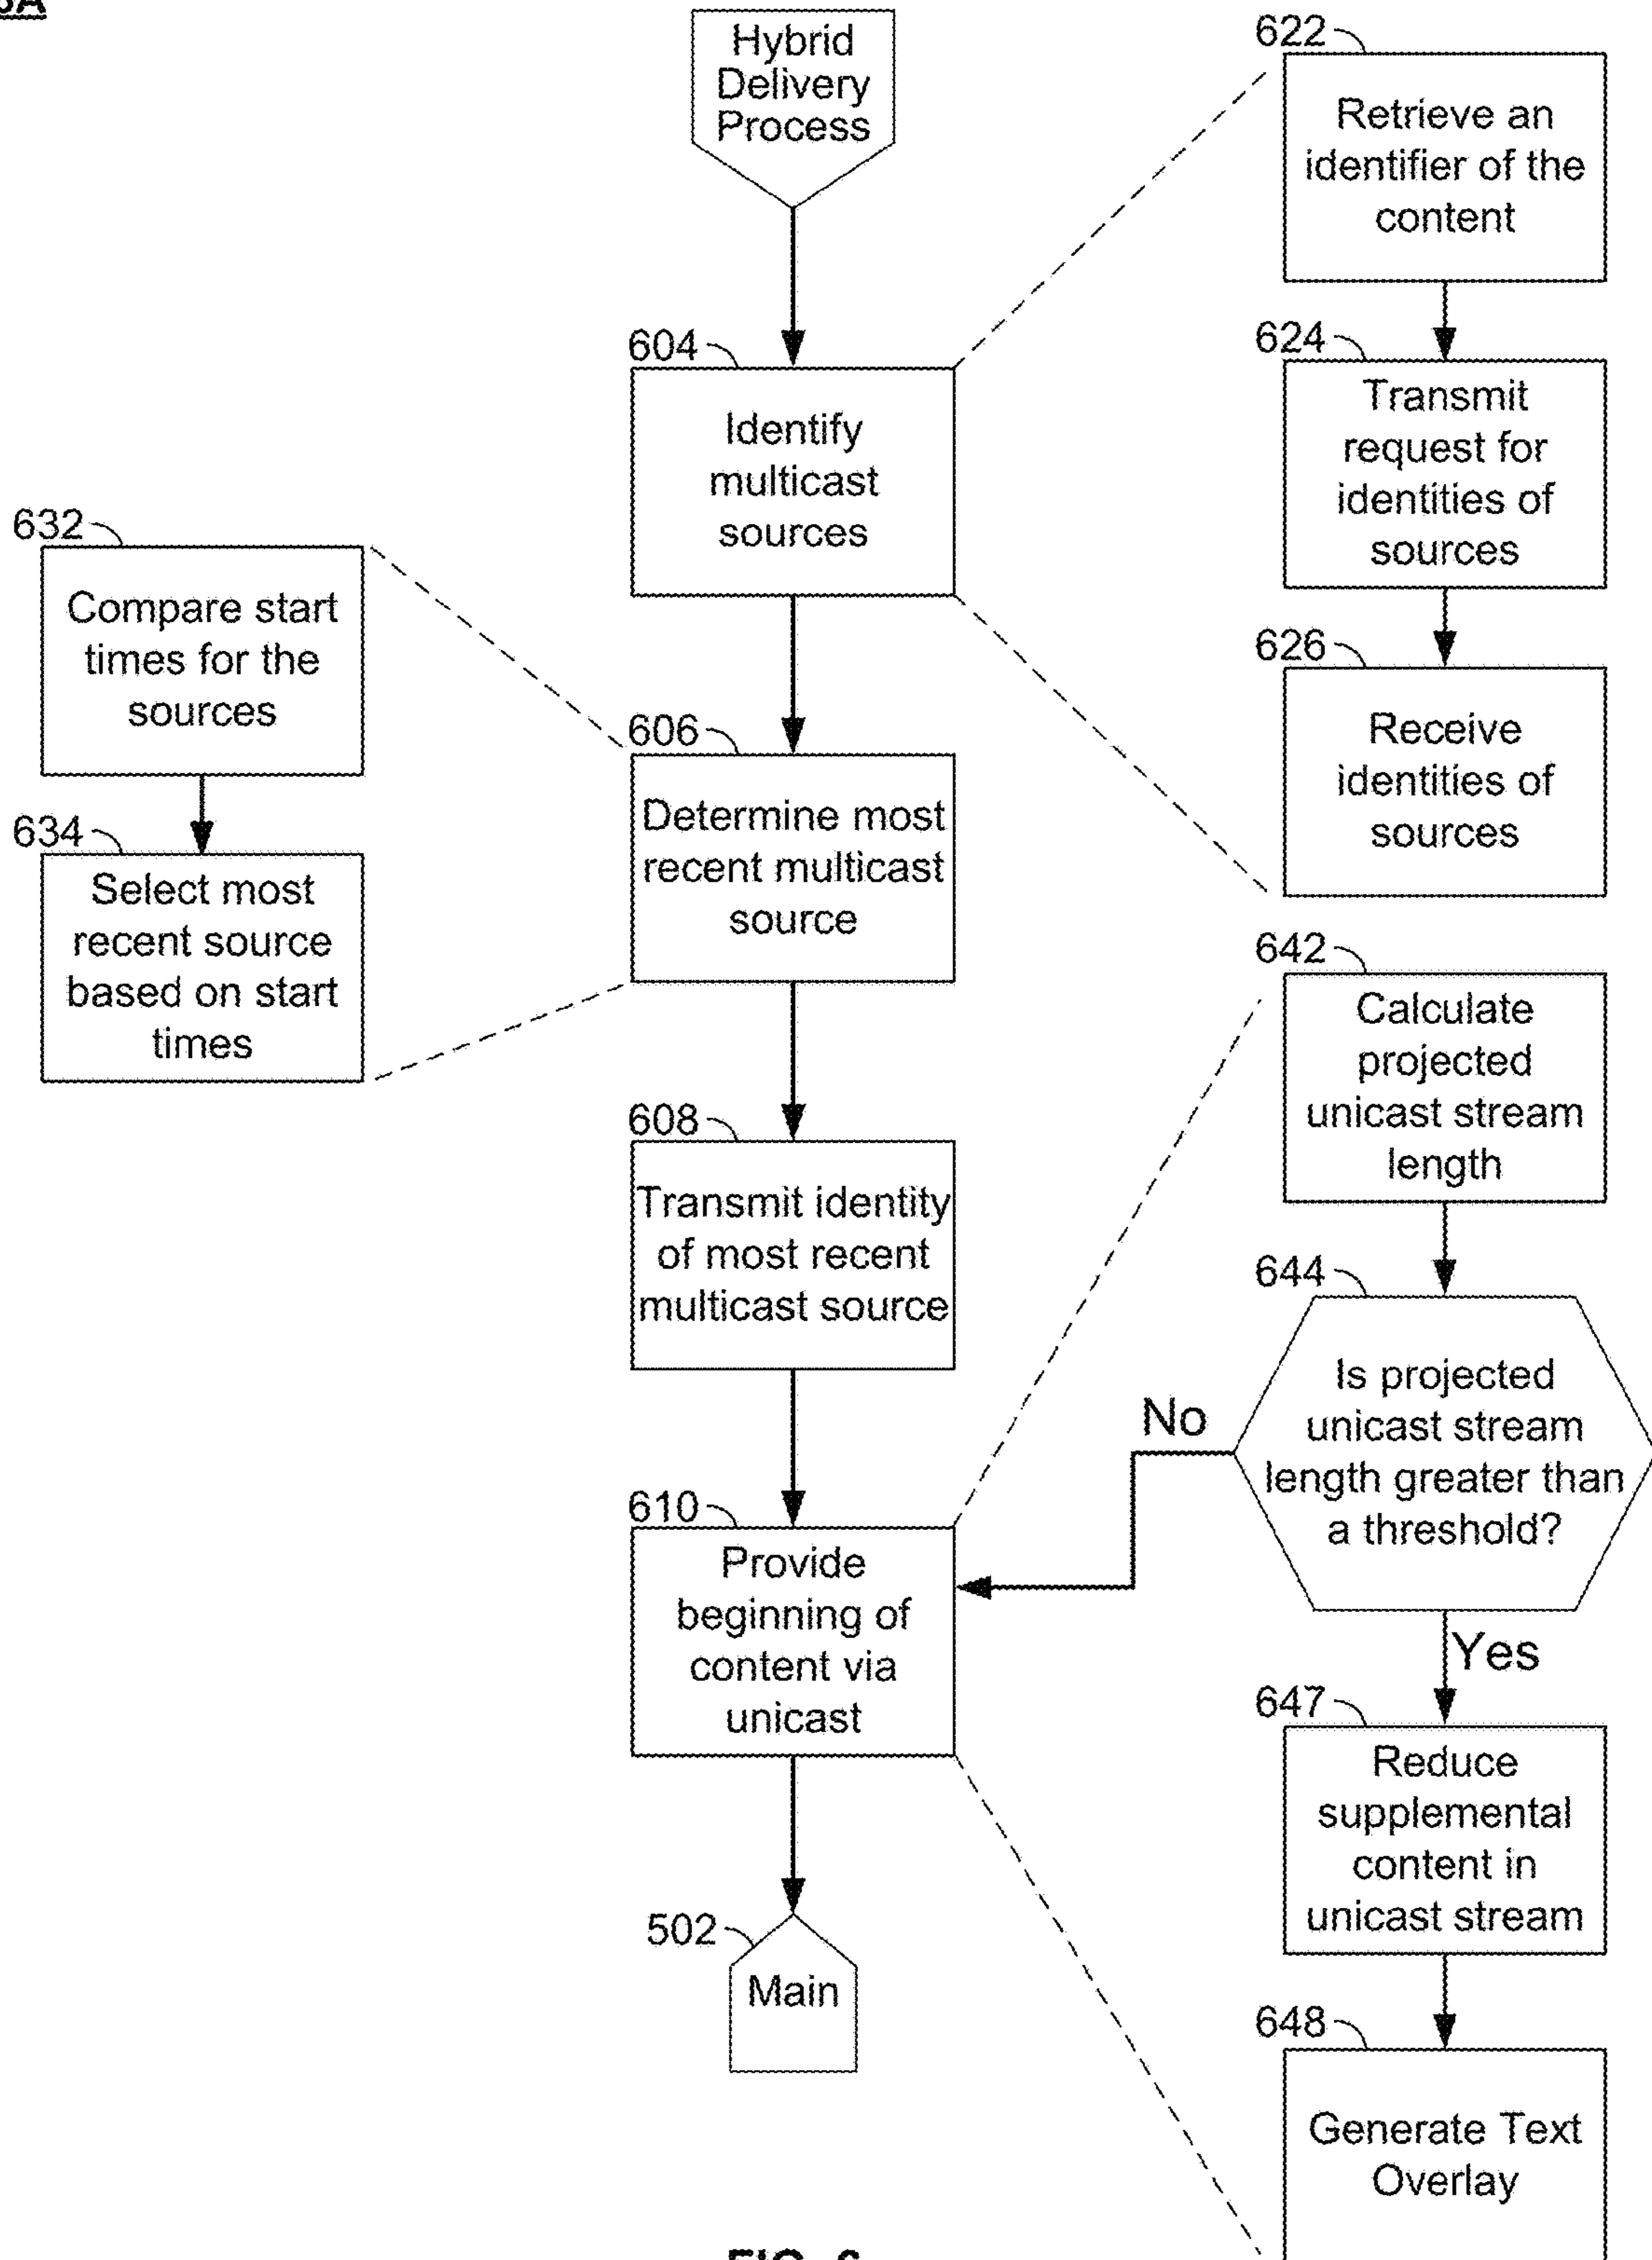 Hybrid
Delivery
Process
604
Identify
multicast
sources
622
Retrieve an
identifier of the
content
624
Transmit
request for
identities of
sources
626
Receive
identities of
sources
632
Compare start
times for the
sources
634
Select most
recent source
based on start
times
606
Determine most
recent multicast
source
608
Transmit identity
of most recent
multicast source
610
Provide
beginning of
content via
unicast
642
Calculate
projected
unicast stream
length
644
Is projected
unicast stream
length greater than
a threshold?
No
Yes
647
Reduce
supplemental
content in
unicast stream
648
Generate Text
Overlay
502
Main